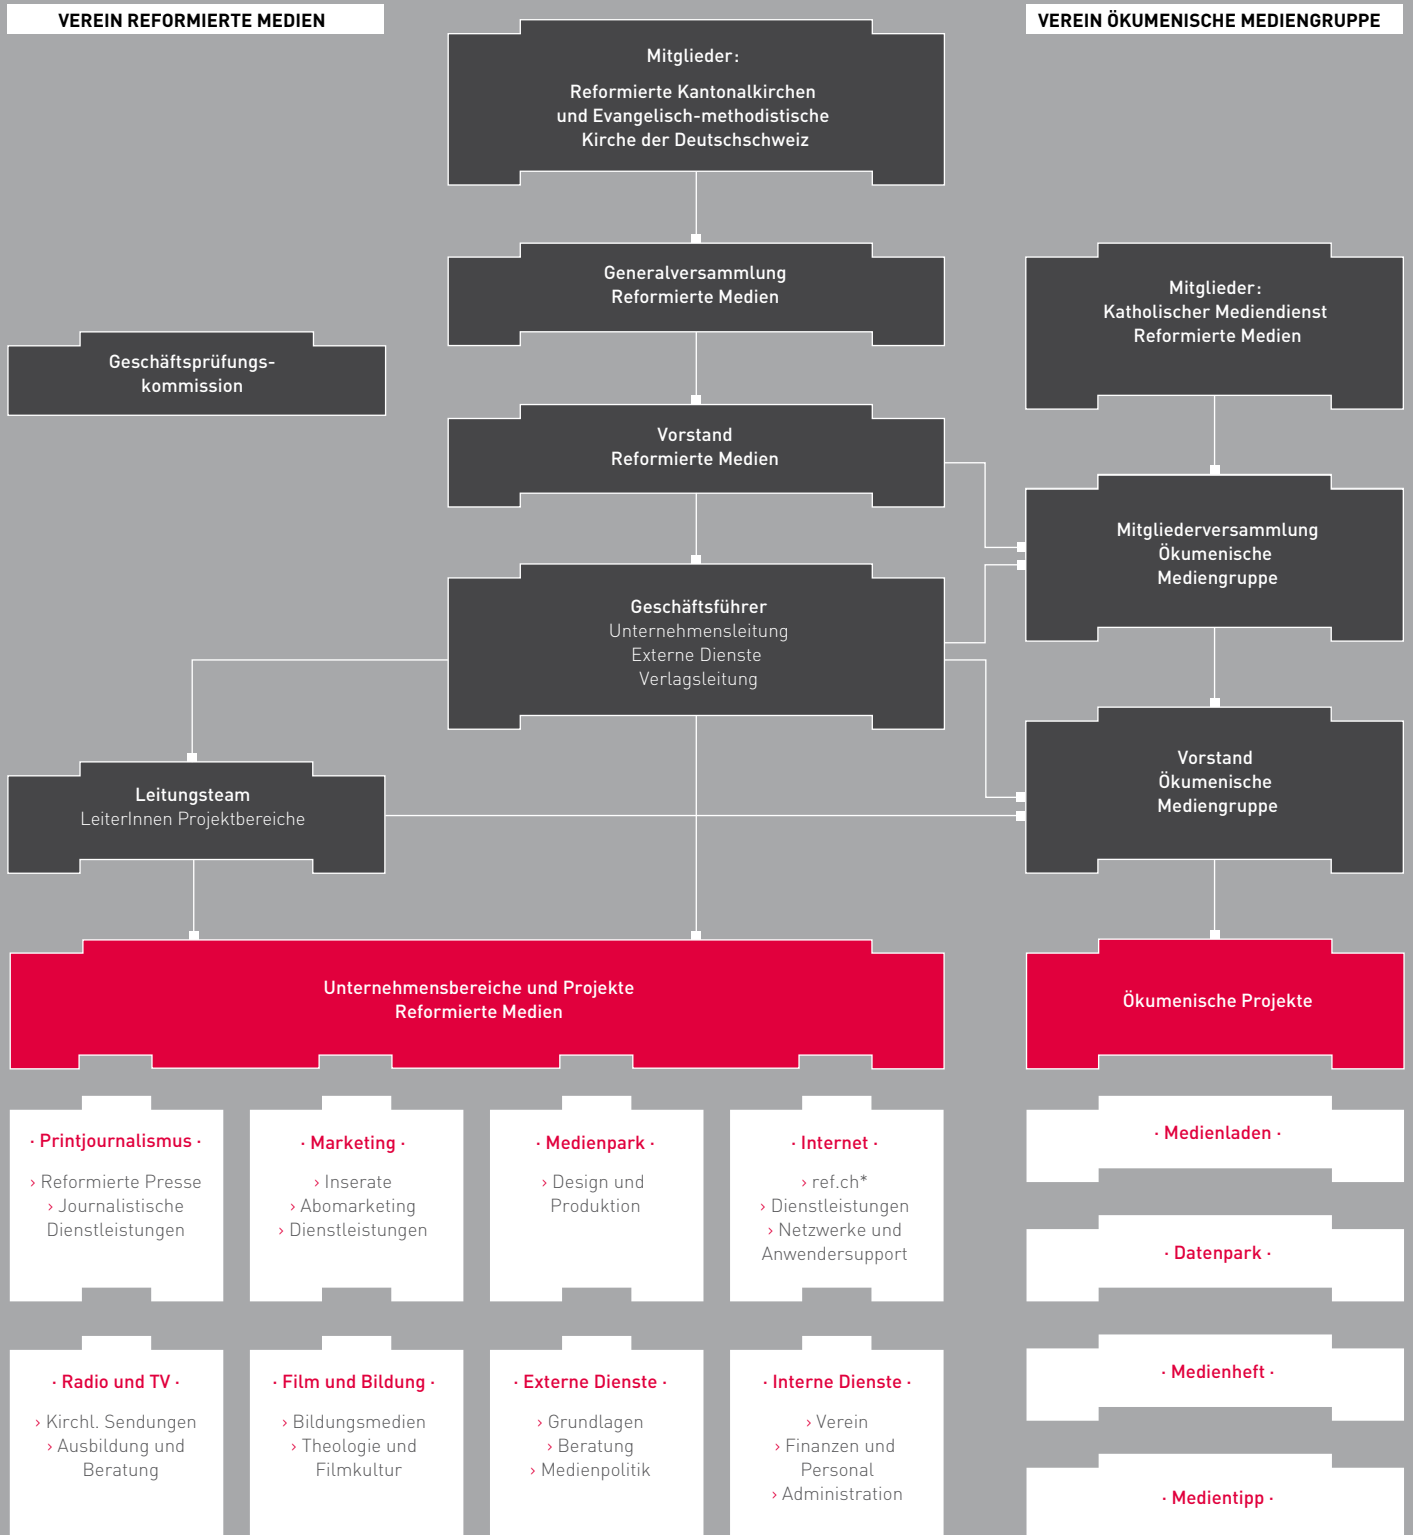 VEREIN REFORMIERTE MEDIEN
VEREIN ÖKUMENISCHE MEDIENGRUPPE
Mitglieder:
Reformierte Kantonalkirchen
und Evangelisch-methodistische
Kirche der Deutschschweiz
Generalversammlung
Reformierte Medien
Mitglieder:
Katholischer Mediendienst
Reformierte Medien
Geschäftsprüfungs-
kommission
Vorstand
Reformierte Medien
Mitgliederversammlung
Ökumenische
Mediengruppe
Geschäftsführer
Unternehmensleitung
Externe Dienste
Verlagsleitung
Leitungsteam
LeiterInnen Projektbereiche
Vorstand
Ökumenische
Mediengruppe
Unternehmensbereiche und Projekte
Reformierte Medien
Ökumenische Projekte
· Printjournalismus ·
› Reformierte Presse
› Journalistische
Dienstleistungen
· Marketing ·
› Inserate
› Abomarketing
› Dienstleistungen
· Medienpark ·
› Design und
Produktion
· Internet ·
› ref.ch*
› Dienstleistungen
› Netzwerke und
Anwendersupport
· Medienladen ·
· Datenpark ·
· Radio und TV ·
› Kirchl. Sendungen
› Ausbildung und
Beratung
· Film und Bildung ·
› Bildungsmedien
› Theologie und
Filmkultur
· Externe Dienste ·
› Grundlagen
› Beratung
› Medienpolitik
· Interne Dienste ·
› Verein
› Finanzen und
Personal
› Administration
· Medienheft ·
· Medientipp ·